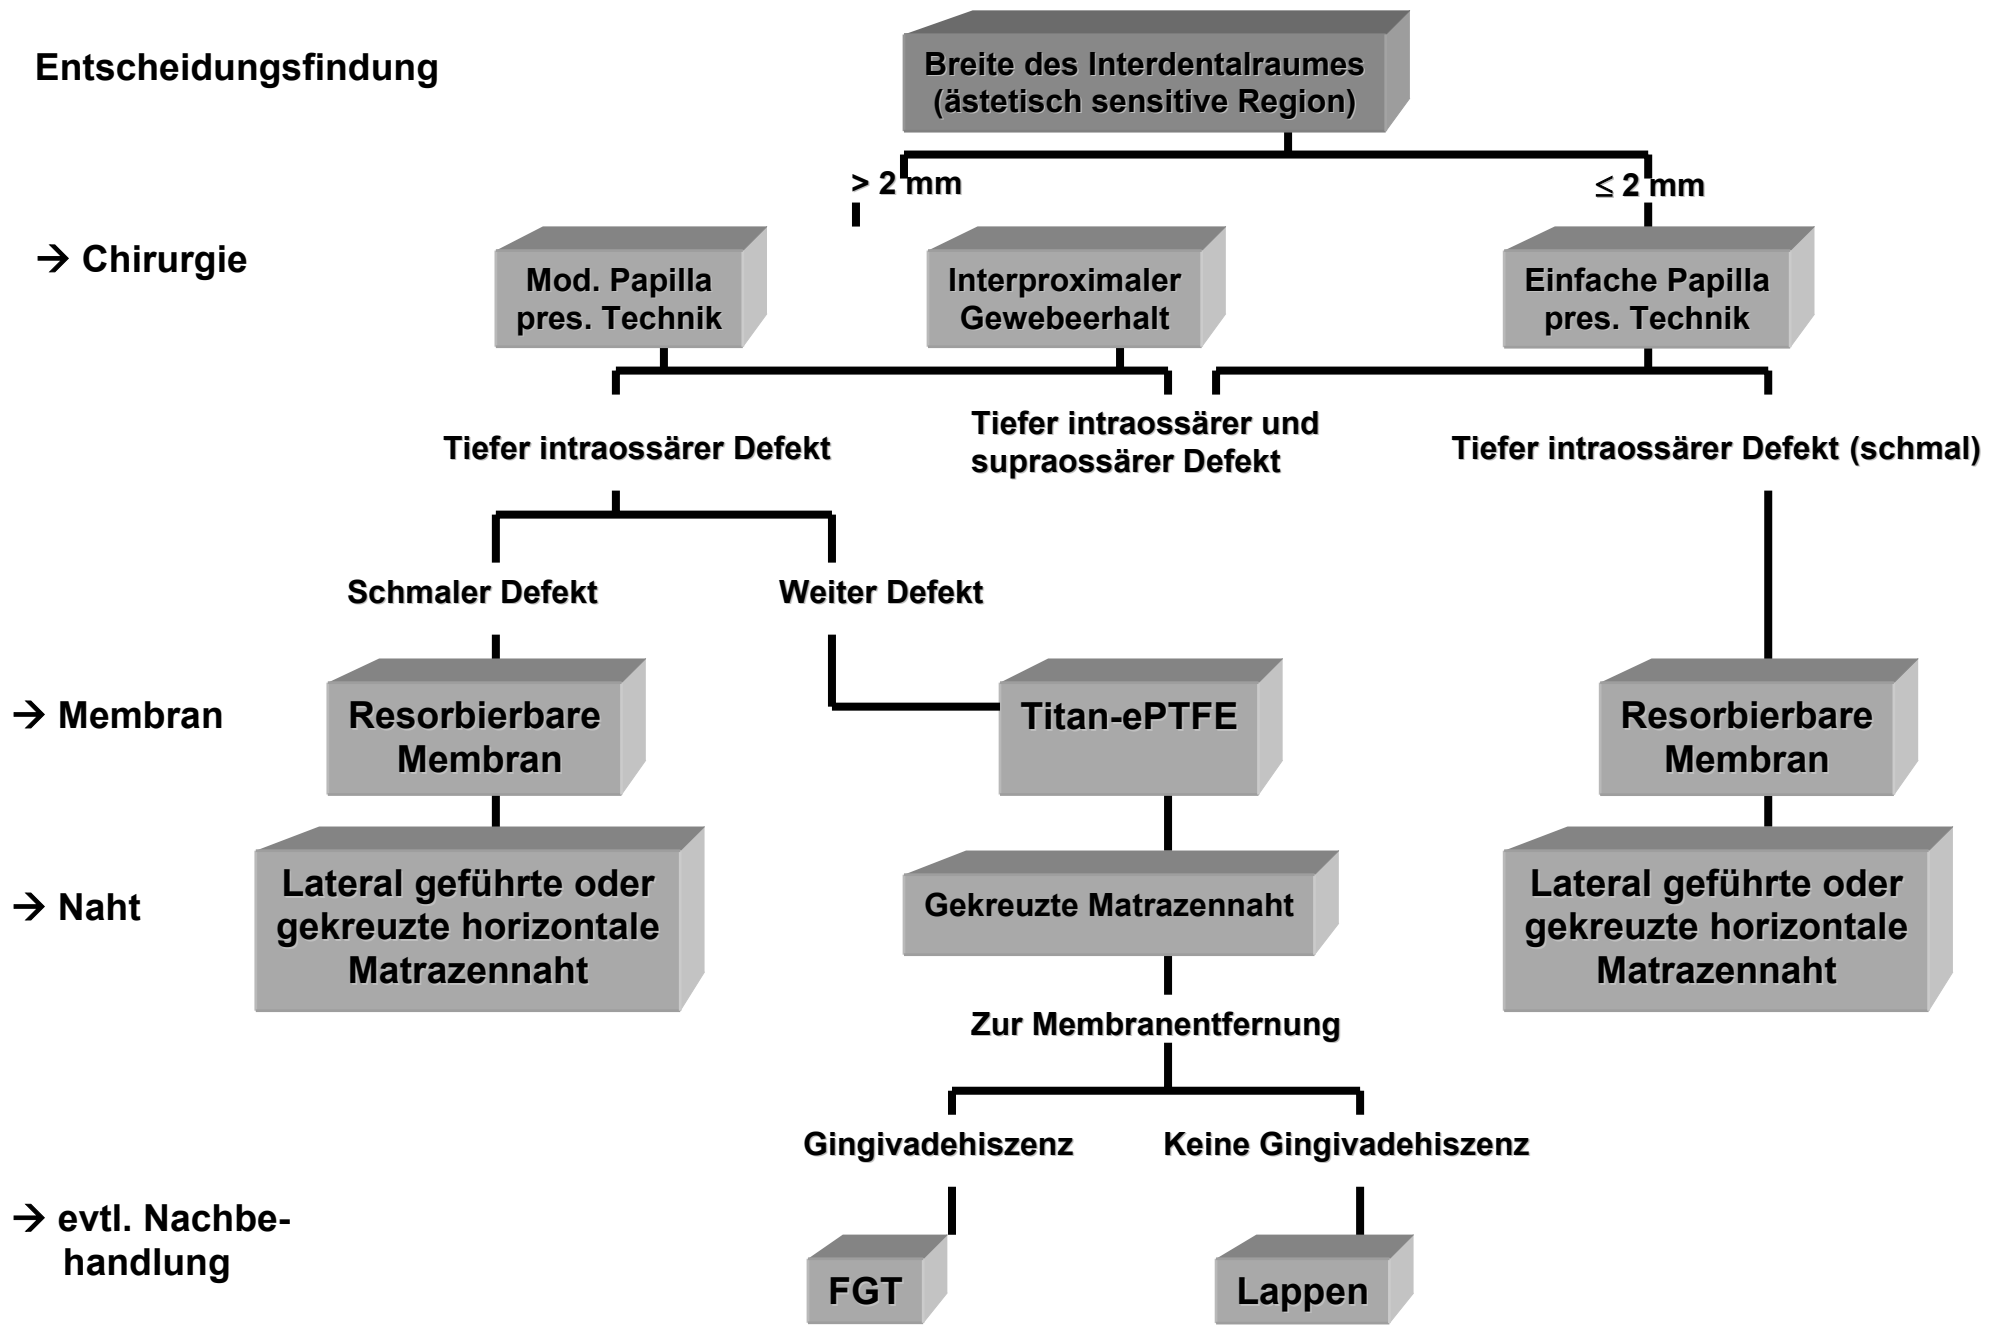 Entscheidungsfindung
Breite des Interdentalraumes
(ästetisch sensitive Region)
> 2 mm
≤ 2 mm
→ Chirurgie
Mod. Papilla
pres. Technik
Interproximaler
Gewebeerhalt
Einfache Papilla
pres. Technik
Tiefer intraossärer Defekt
Tiefer intraossärer und
supraossärer Defekt
Tiefer intraossärer Defekt (schmal)
Schmaler Defekt
Weiter Defekt
→ Membran
Resorbierbare
Membran
Titan-ePTFE
Resorbierbare
Membran
→ Naht
Lateral geführte oder
gekreuzte horizontale
Matrazennaht
Gekreuzte Matrazennaht
Lateral geführte oder
gekreuzte horizontale
Matrazennaht
Zur Membranentfernung
Gingivadehiszenz
Keine Gingivadehiszenz
→ evtl. Nachbe-
handlung
FGT
Lappen